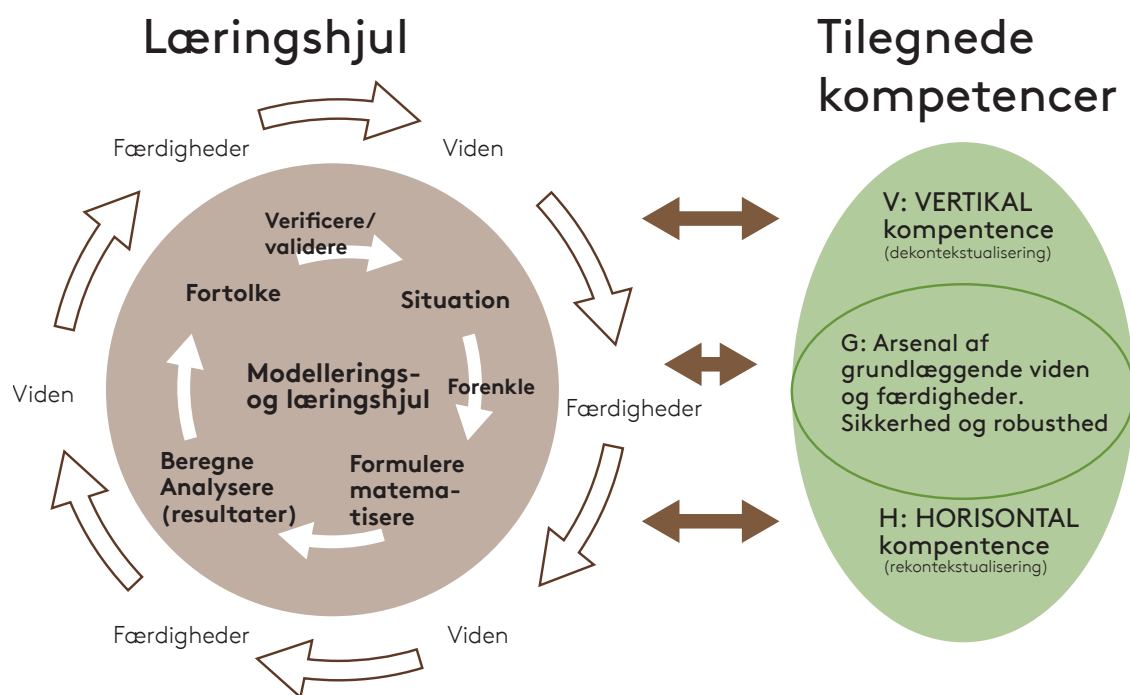 Læringshjul
Tilegnede
kompetencer
Færdigheder
Viden
Verificere/
validere
Fortolke
Situation
Modellerings-
og læringshjul
Forenkle
Viden
Færdigheder
Beregne
Analysere
(resultater)
Formulere
matema-
tisere
Færdigheder
Viden
V: VERTIKAL
kompentence
(dekontekstualisering)
G: Arsenal af
grundlæggende viden
og færdigheder.
Sikkerhed og robusthed
H: HORISONTAL
kompentence
(rekontekstualisering)